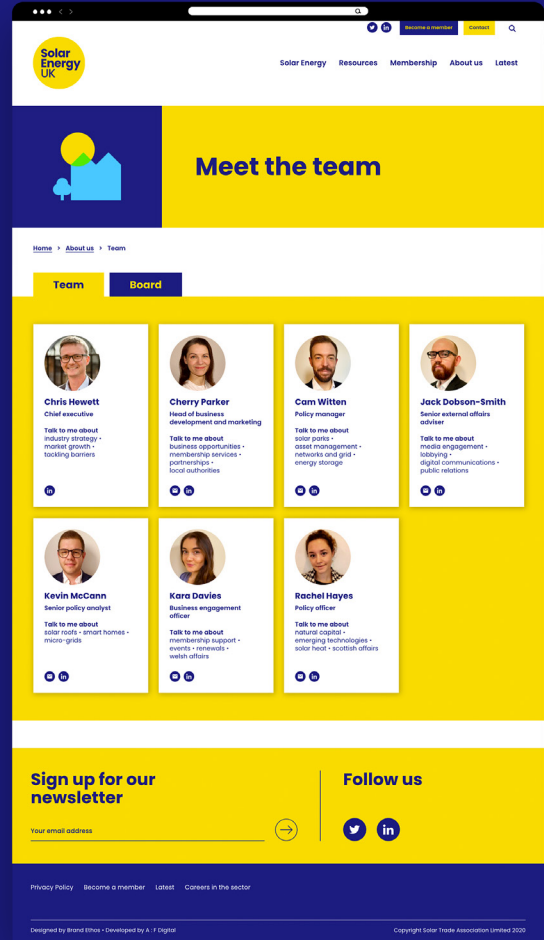 Become a member
Contact
Solar
Energy
UK
Solar Energy
Resources
Membership
About us
Latest
Meet the team
Home > About us > Team
Team
Board
Chris Hewett
Chief executive
Talk to me about
industry strategy •
market growth •
tackling barriers
Cherry Parker
Head of business
development and marketing
Talk to me about
business opportunities •
membership services •
partnerships •
local authorities
Cam Witten
Policy manager
Talk to me about
solar parks •
asset management •
networks and grid •
energy storage
Jack Dobson-Smith
Senior external affairs
adviser
Talk to me about
media engagement •
lobbying •
digital communications •
public relations
Kevin McCann
Senior policy analyst
Talk to me about
solar roofs • smart homes •
micro-grids
Kara Davies
Business engagement
officer
Talk to me about
membership support •
events • renewals •
welsh affairs
Rachel Hayes
Policy officer
Talk to me about
natural capital •
emerging technologies •
solar heat • scottish affairs
Sign up for our
newsletter
Your email address
Follow us
Privacy Policy
Become a member
Latest
Careers in the sector
Designed by Brand Ethos • Developed by A : F Digital
Copyright Solar Trade Association Limited 2020